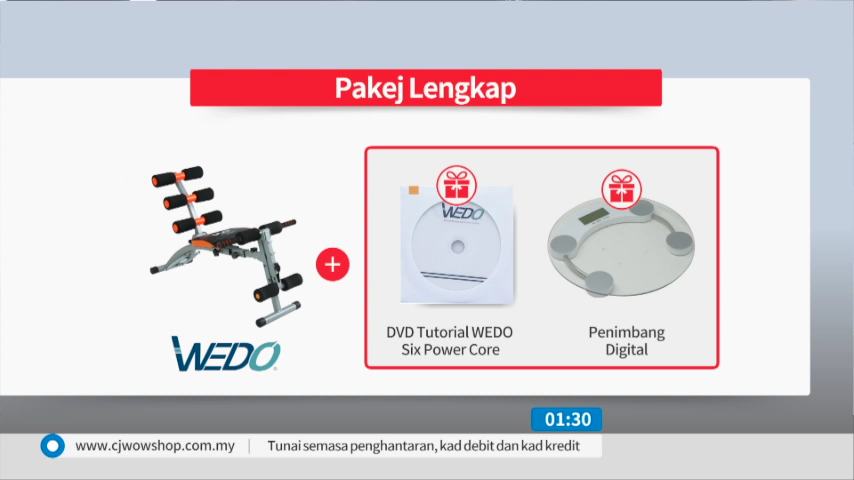 Pakej Lengkap
WEDO
WEDO
DVD Tutorial WEDO
Six Power Core
Penimbang
Digital
01:30
www.cjwowshop.com.my | Tunai semasa penghantaran, kad debit dan kad kredit